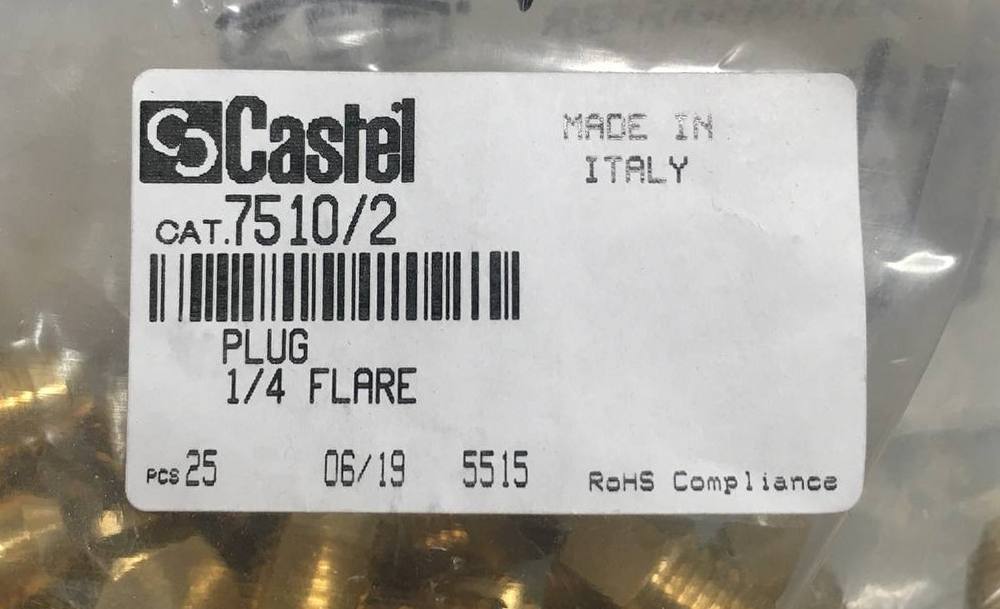 Castel
MADE IN
ITALY
CAT.7510/2
PLUG
1/4 FLARE
PCS 25 06/19 5515 RoHS Compliance